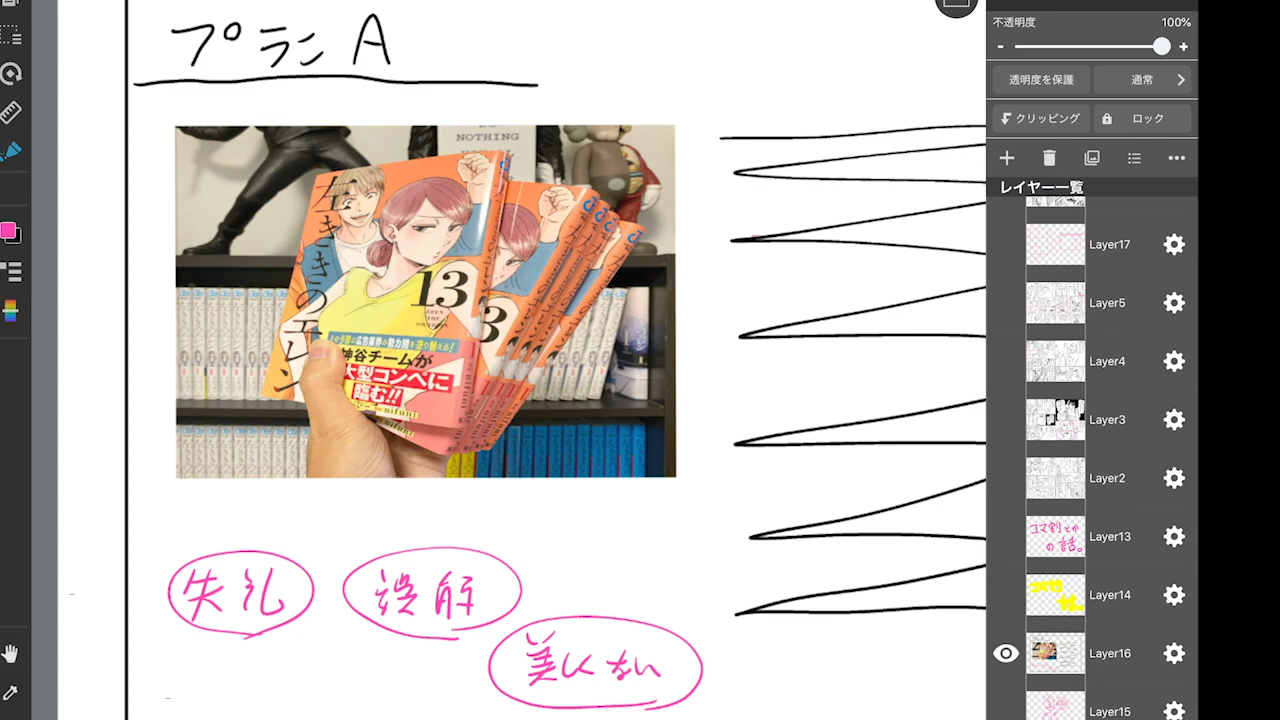 プランA
NOTHING
左ききのエレン
13
神谷チームが
大型コンペに
臨む!!
nifuni
失礼
誤解
美しくない
不透明度
100%
- +
透明度を保護
通常
クリッピング
ロック
レイヤー一覧
Layer17
Layer5
Layer4
Layer3
Layer2
コマ割とか
の話。
Layer13
Layer14
Layer16
Layer15